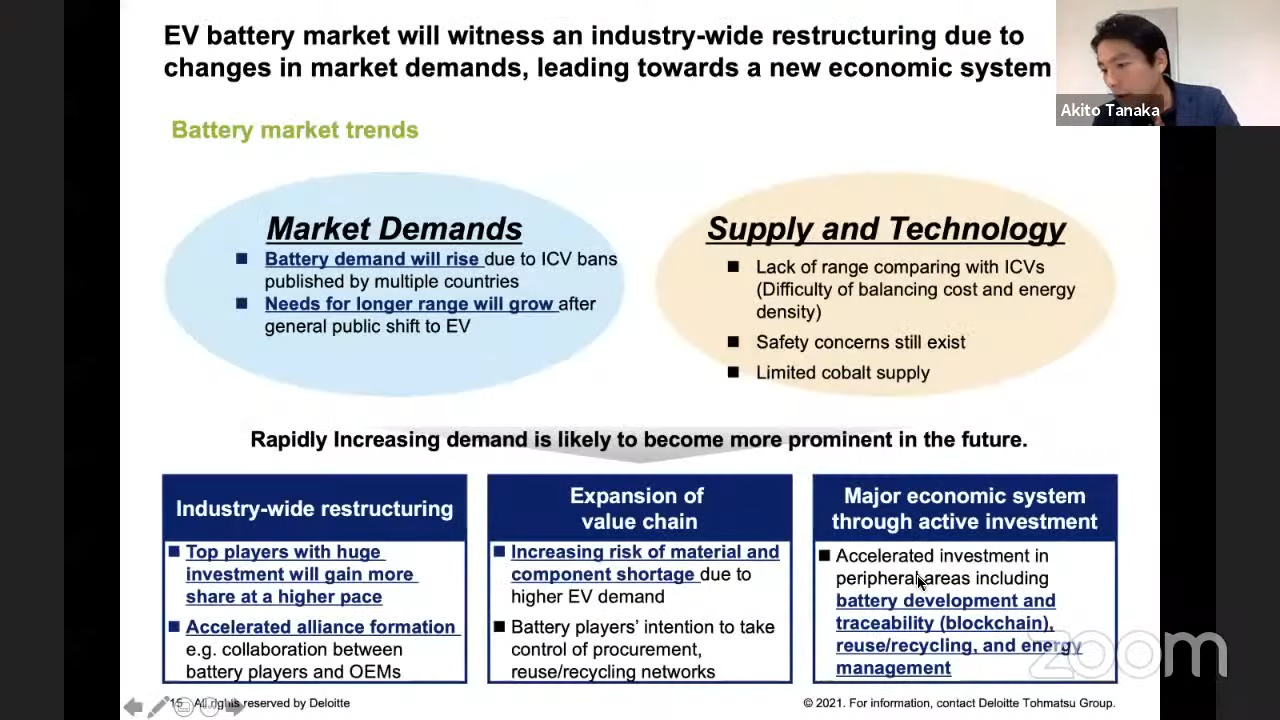 EV battery market will witness an industry-wide restructuring due to
changes in market demands, leading towards a new economic system
Akito Tanaka
Battery market trends
Market Demands
Battery demand will rise due to ICV bans
published by multiple countries
Needs for longer range will grow after
general public shift to EV
Supply and Technology
Lack of range comparing with ICVs
(Difficulty of balancing cost and energy
density)
Safety concerns still exist
Limited cobalt supply
Rapidly Increasing demand is likely to become more prominent in the future.
Industry-wide restructuring
Top players with huge
investment will gain more
share at a higher pace
Accelerated alliance formation
e.g. collaboration between
battery players and OEMs
Expansion of
value chain
Increasing risk of material and
component shortage due to
higher EV demand
Battery players’ intention to take
control of procurement,
reuse/recycling networks
Major economic system
through active investment
Accelerated investment in
peripheral areas including
battery development and
traceability (blockchain),
reuse/recycling, and energy
management
zoom
15 All rights reserved by Deloitte
© 2021. For information, contact Deloitte Tohmatsu Group.